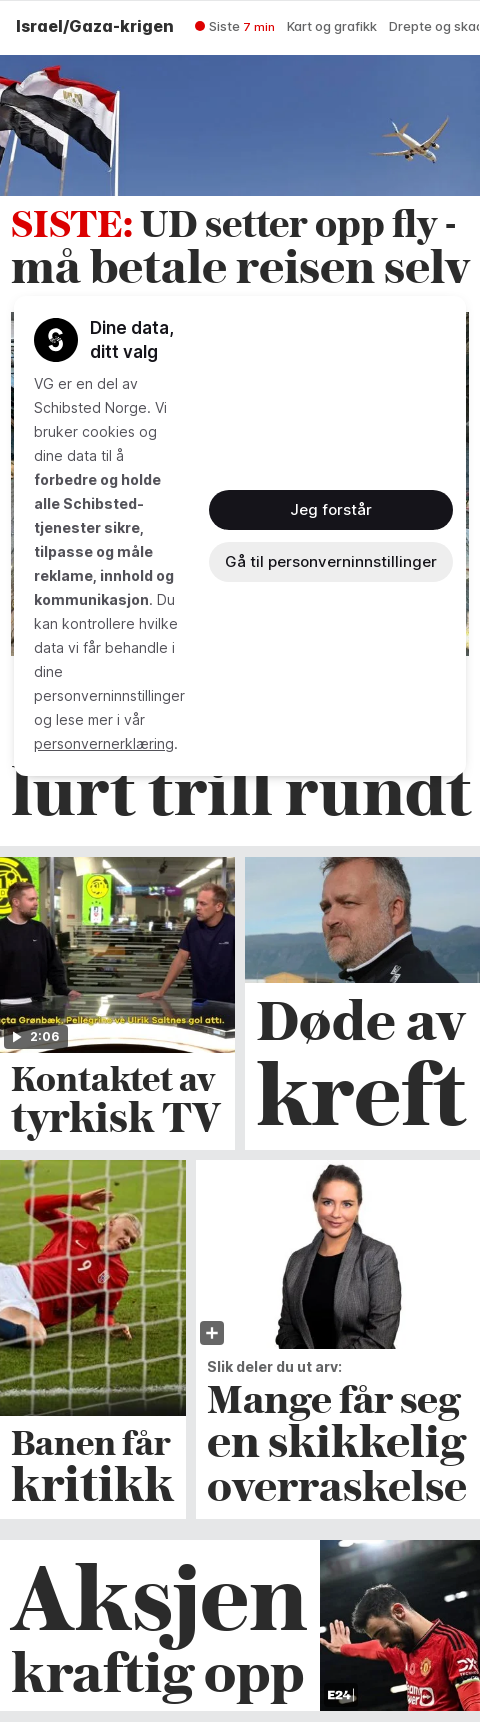 Israel/Gaza-krigen
Siste 7 min
Kart og grafikk
Drepte og
SISTE: UD setter opp fly -
må betale reisen selv
Dine data,
ditt valg
VG er en del av
Schibsted Norge. Vi
bruker cookies og
dine data til å
forbedre og holde
alle Schibsted-
tjenester sikre,
tilpasse og måle
reklame, innhold og
kommunikasjon. Du
kan kontrollere hvilke
data vi får behandle i
dine
personverninnstillinger
og lese mer i vår
personvernerklæring.
Jeg forstår
Gå til personverninnstillinger
lurt trill rundt
Grønbæk, Pellegrino ve Ulrik Saltnes gol attı.
2:06
Kontaktet av
tyrkisk TV
Døde av
kreft
9
Banen får
kritikk
Slik deler du ut arv:
Mange får seg
en skikkelig
overraskelse
Aksjen
kraftig opp
E24